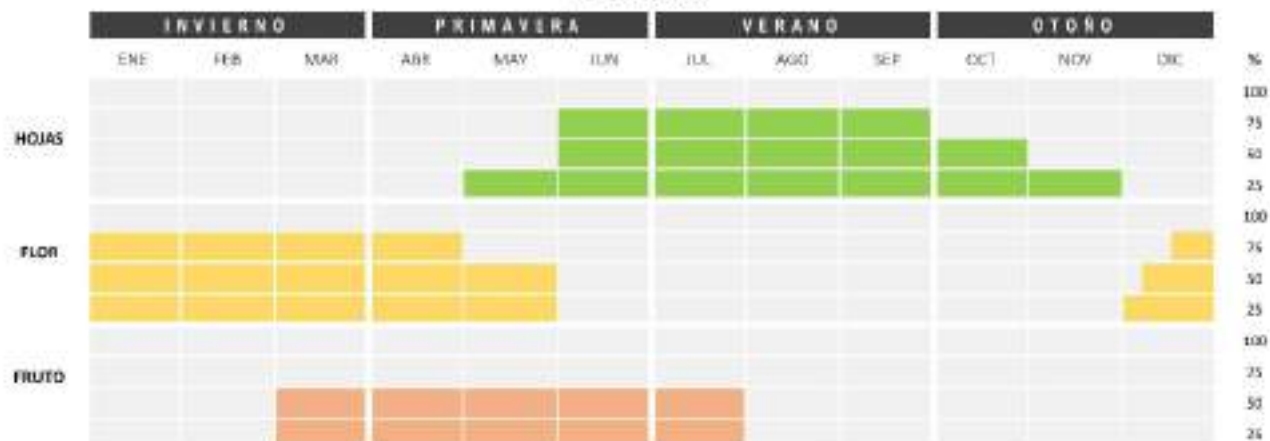 INVIERNO PRIMAVERA VERANO OTOÑO
ENE FEB MAR ABR MAY JUN JUL AGO SEP OCT NOV DIC %
100
HOJAS 75
50
25
100
FLOR 75
50
25
100
FRUTO 75
50
25